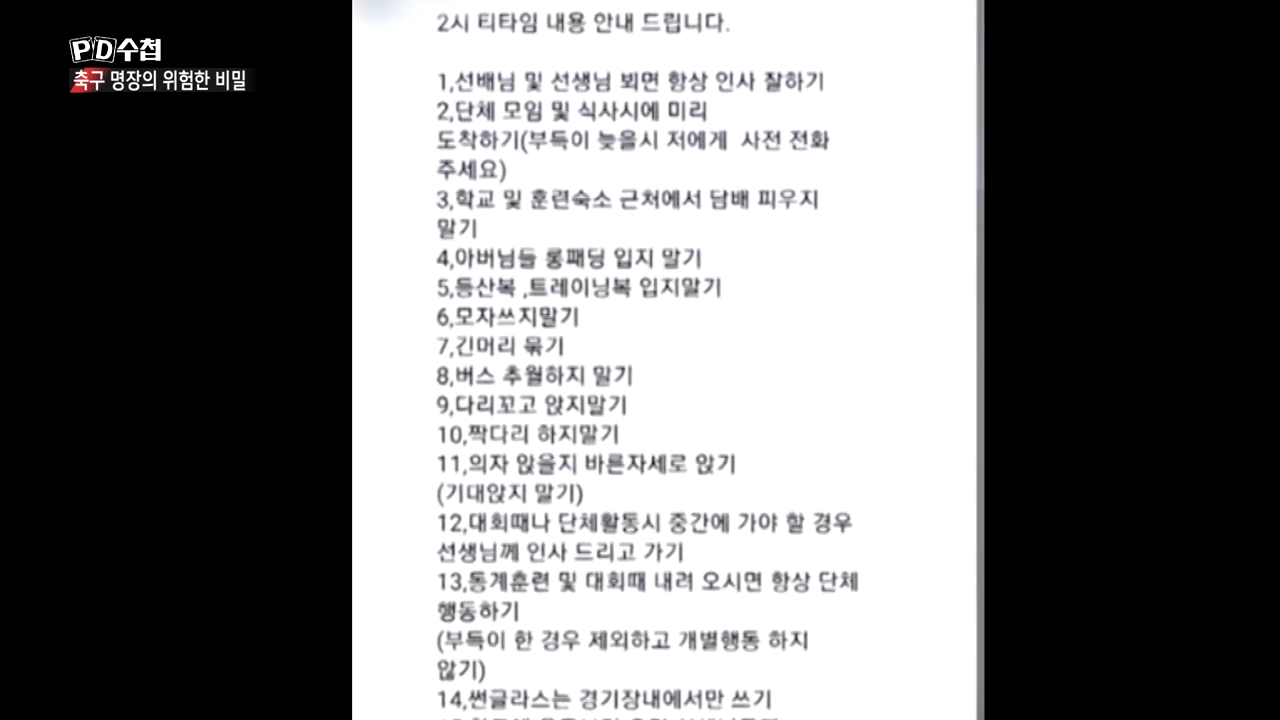 PD수첩
축구 명장의 위험한 비밀
2시 티타임 내용 안내 드립니다.
1,선배님 및 선생님 뵈면 항상 인사 잘하기
2,단체 모임 및 식사시에 미리
도착하기(부득이 늦을시 저에게 사전 전화
주세요)
3,학교 및 훈련숙소 근처에서 담배 피우지
말기
4,아버님들 롱패딩 입지 말기
5,등산복 ,트레이닝복 입지말기
6,모자쓰지말기
7,긴머리 묶기
8,버스 추월하지 밀기
9,다리꼬고 앉지말기
10,짝다리 하지말기
11,의자 앉을지 바른자세로 앉기
(기대앉지 말기)
12,대회때나 단체활동시 중간에 가야 할 경우
선생님께 인사 드리고 가기
13,동계훈련 및 대회때 내려 오시면 항상 단체
행동하기
(부득이 한 경우 제외하고 개별행동 하지
않기)
14,썬글라스는 경기장내에서만 쓰기